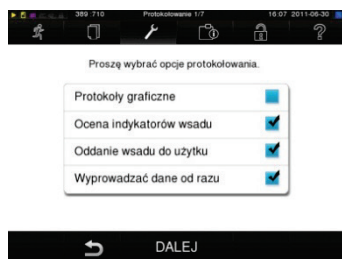 389 :710 Protokołowanie 1/7 16:07 2011-06-30
Proszę wybrać opcje protokołowania.
Protokoły graficzne
Ocena indykatorów wsadu
Oddanie wsadu do użytku
Wyprowadzać dane od razu
DALEJ